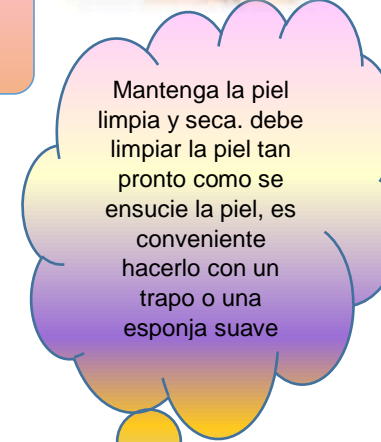 Mantenga la piel
limpia y seca. debe
limpiar la piel tan
pronto como se
ensucie la piel, es
conveniente
hacerlo con un
trapo o una
esponja suave